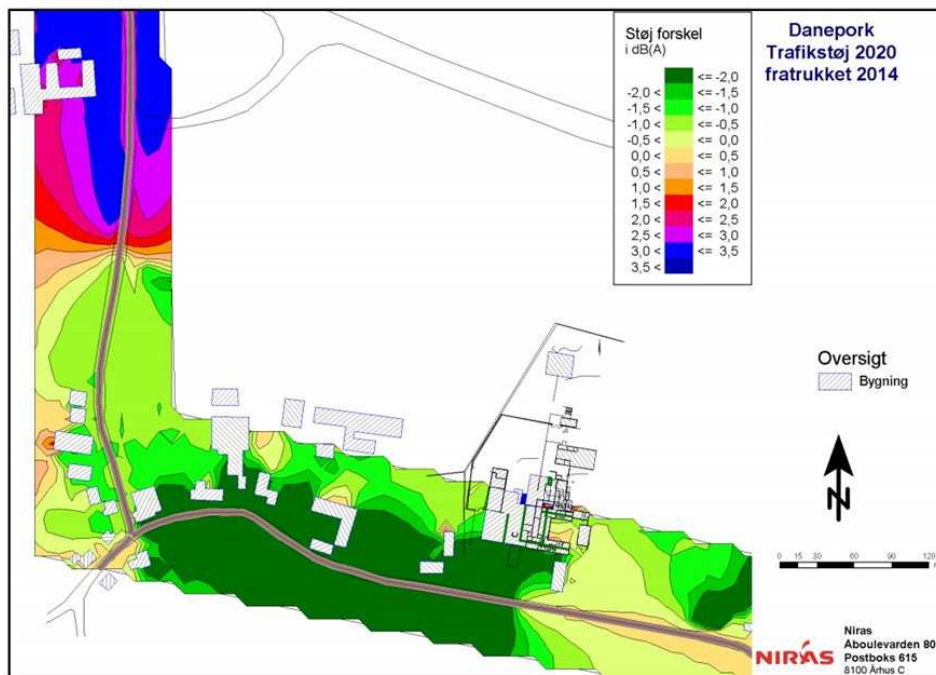 Støj forskel
i dB(A)
<= -2,0
-2,0 < <= -1,5
-1,5 < <= -1,0
-1,0 < <= -0,5
-0,5 < <= 0,0
0,0 < <= 0,5
0,5 < <= 1,0
1,0 < <= 1,5
1,5 < <= 2,0
2,0 < <= 2,5
2,5 < <= 3,0
3,0 < <= 3,5
3,5 <
Danepork
Trafikstøj 2020
fratrukket 2014
Oversigt
Bygning
N
0 15 30 60 90 120
NIRAS
Niras
Aboulevarden 80
Postboks 615
8100 Århus C